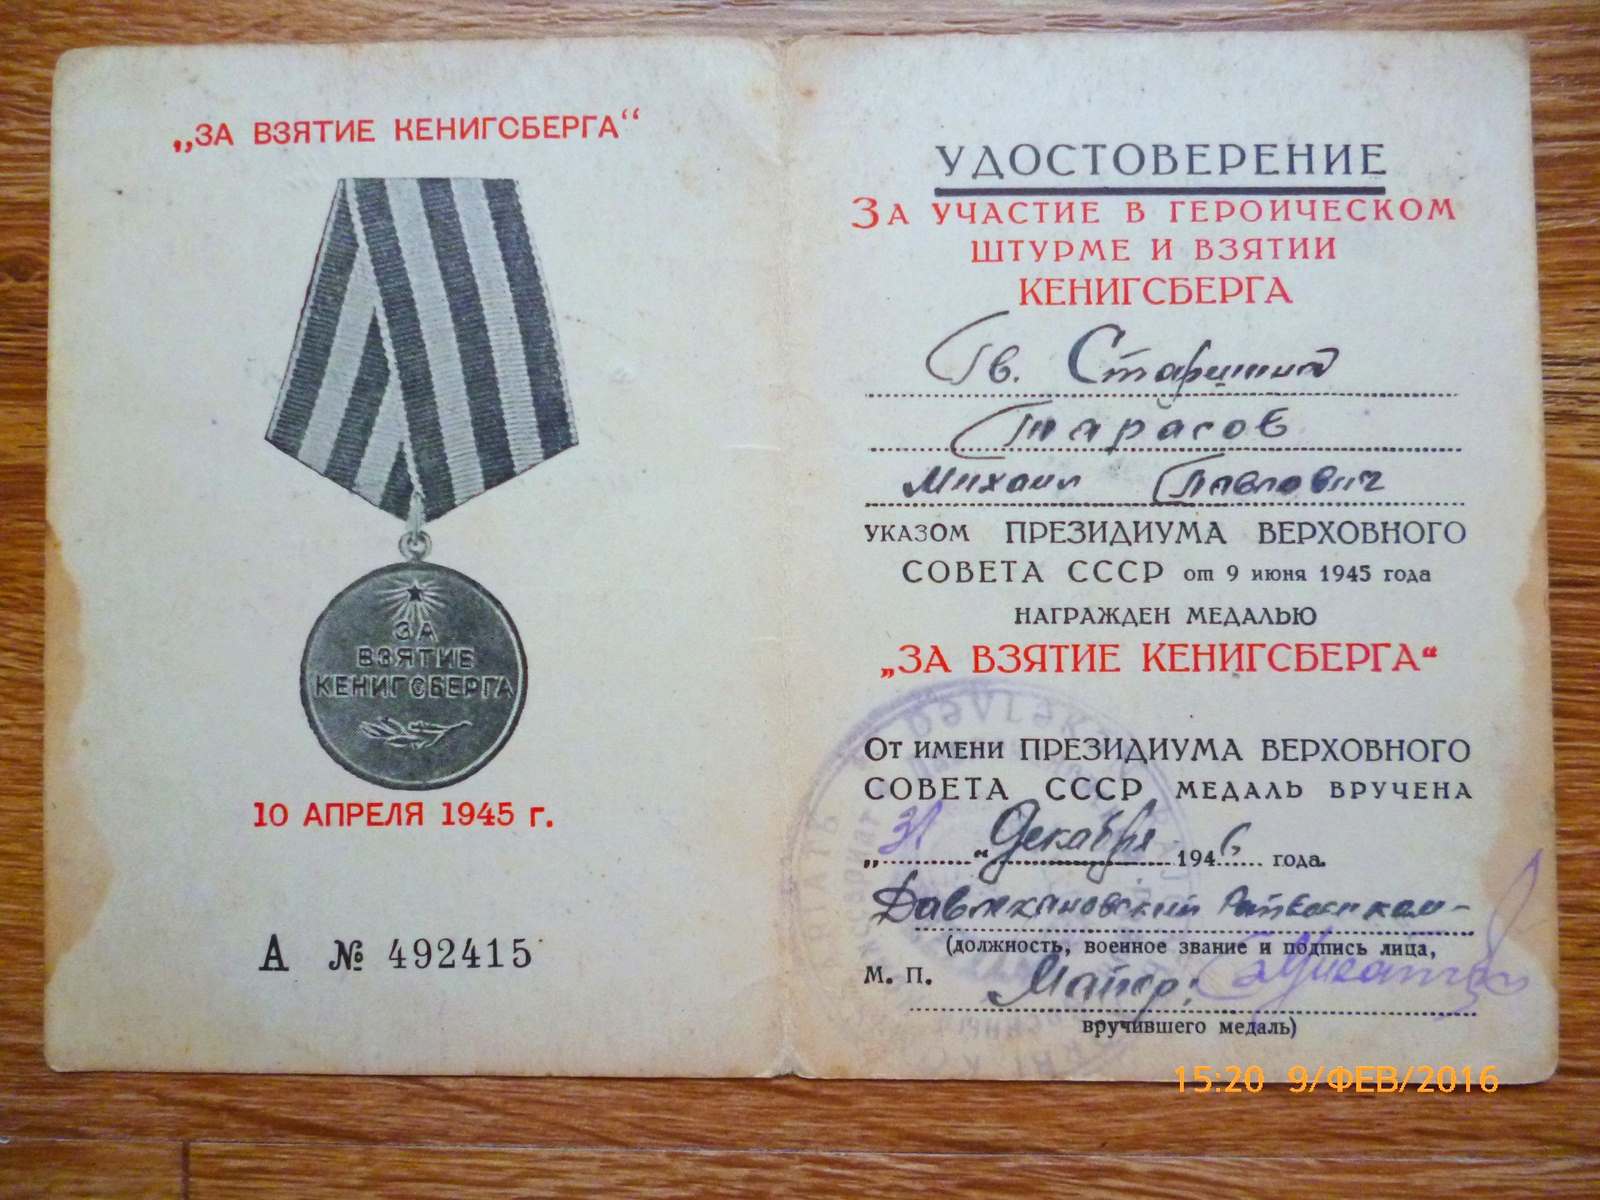 „ЗА ВЗЯТИЕ КЕНИГСБЕРГА“
ЗА
ВЗЯТИЕ
КЕНИГСБЕРГА
10 АПРЕЛЯ 1945 г.
А № 492415
УДОСТОВЕРЕНИЕ
ЗА УЧАСТИЕ В ГЕРОИЧЕСКОМ
ШТУРМЕ И ВЗЯТИИ
КЕНИГСБЕРГА
Гв. Старшина
Тарасов
Михаил Павлович
УКАЗОМ ПРЕЗИДИУМА ВЕРХОВНОГО
СОВЕТА СССР от 9 июня 1945 года
НАГРАЖДЕН МЕДАЛЬЮ
„ЗА ВЗЯТИЕ КЕНИГСБЕРГА“
ОТ ИМЕНИ ПРЕЗИДИУМА ВЕРХОВНОГО
СОВЕТА СССР МЕДАЛЬ ВРУЧЕНА
„31“ Декабря 1946 года.
Давлекановский Райвоенком-
(должность, военное звание и подпись лица,
М. П. Майор:
вручившего медаль)
15:20 9/ФЕВ/2016